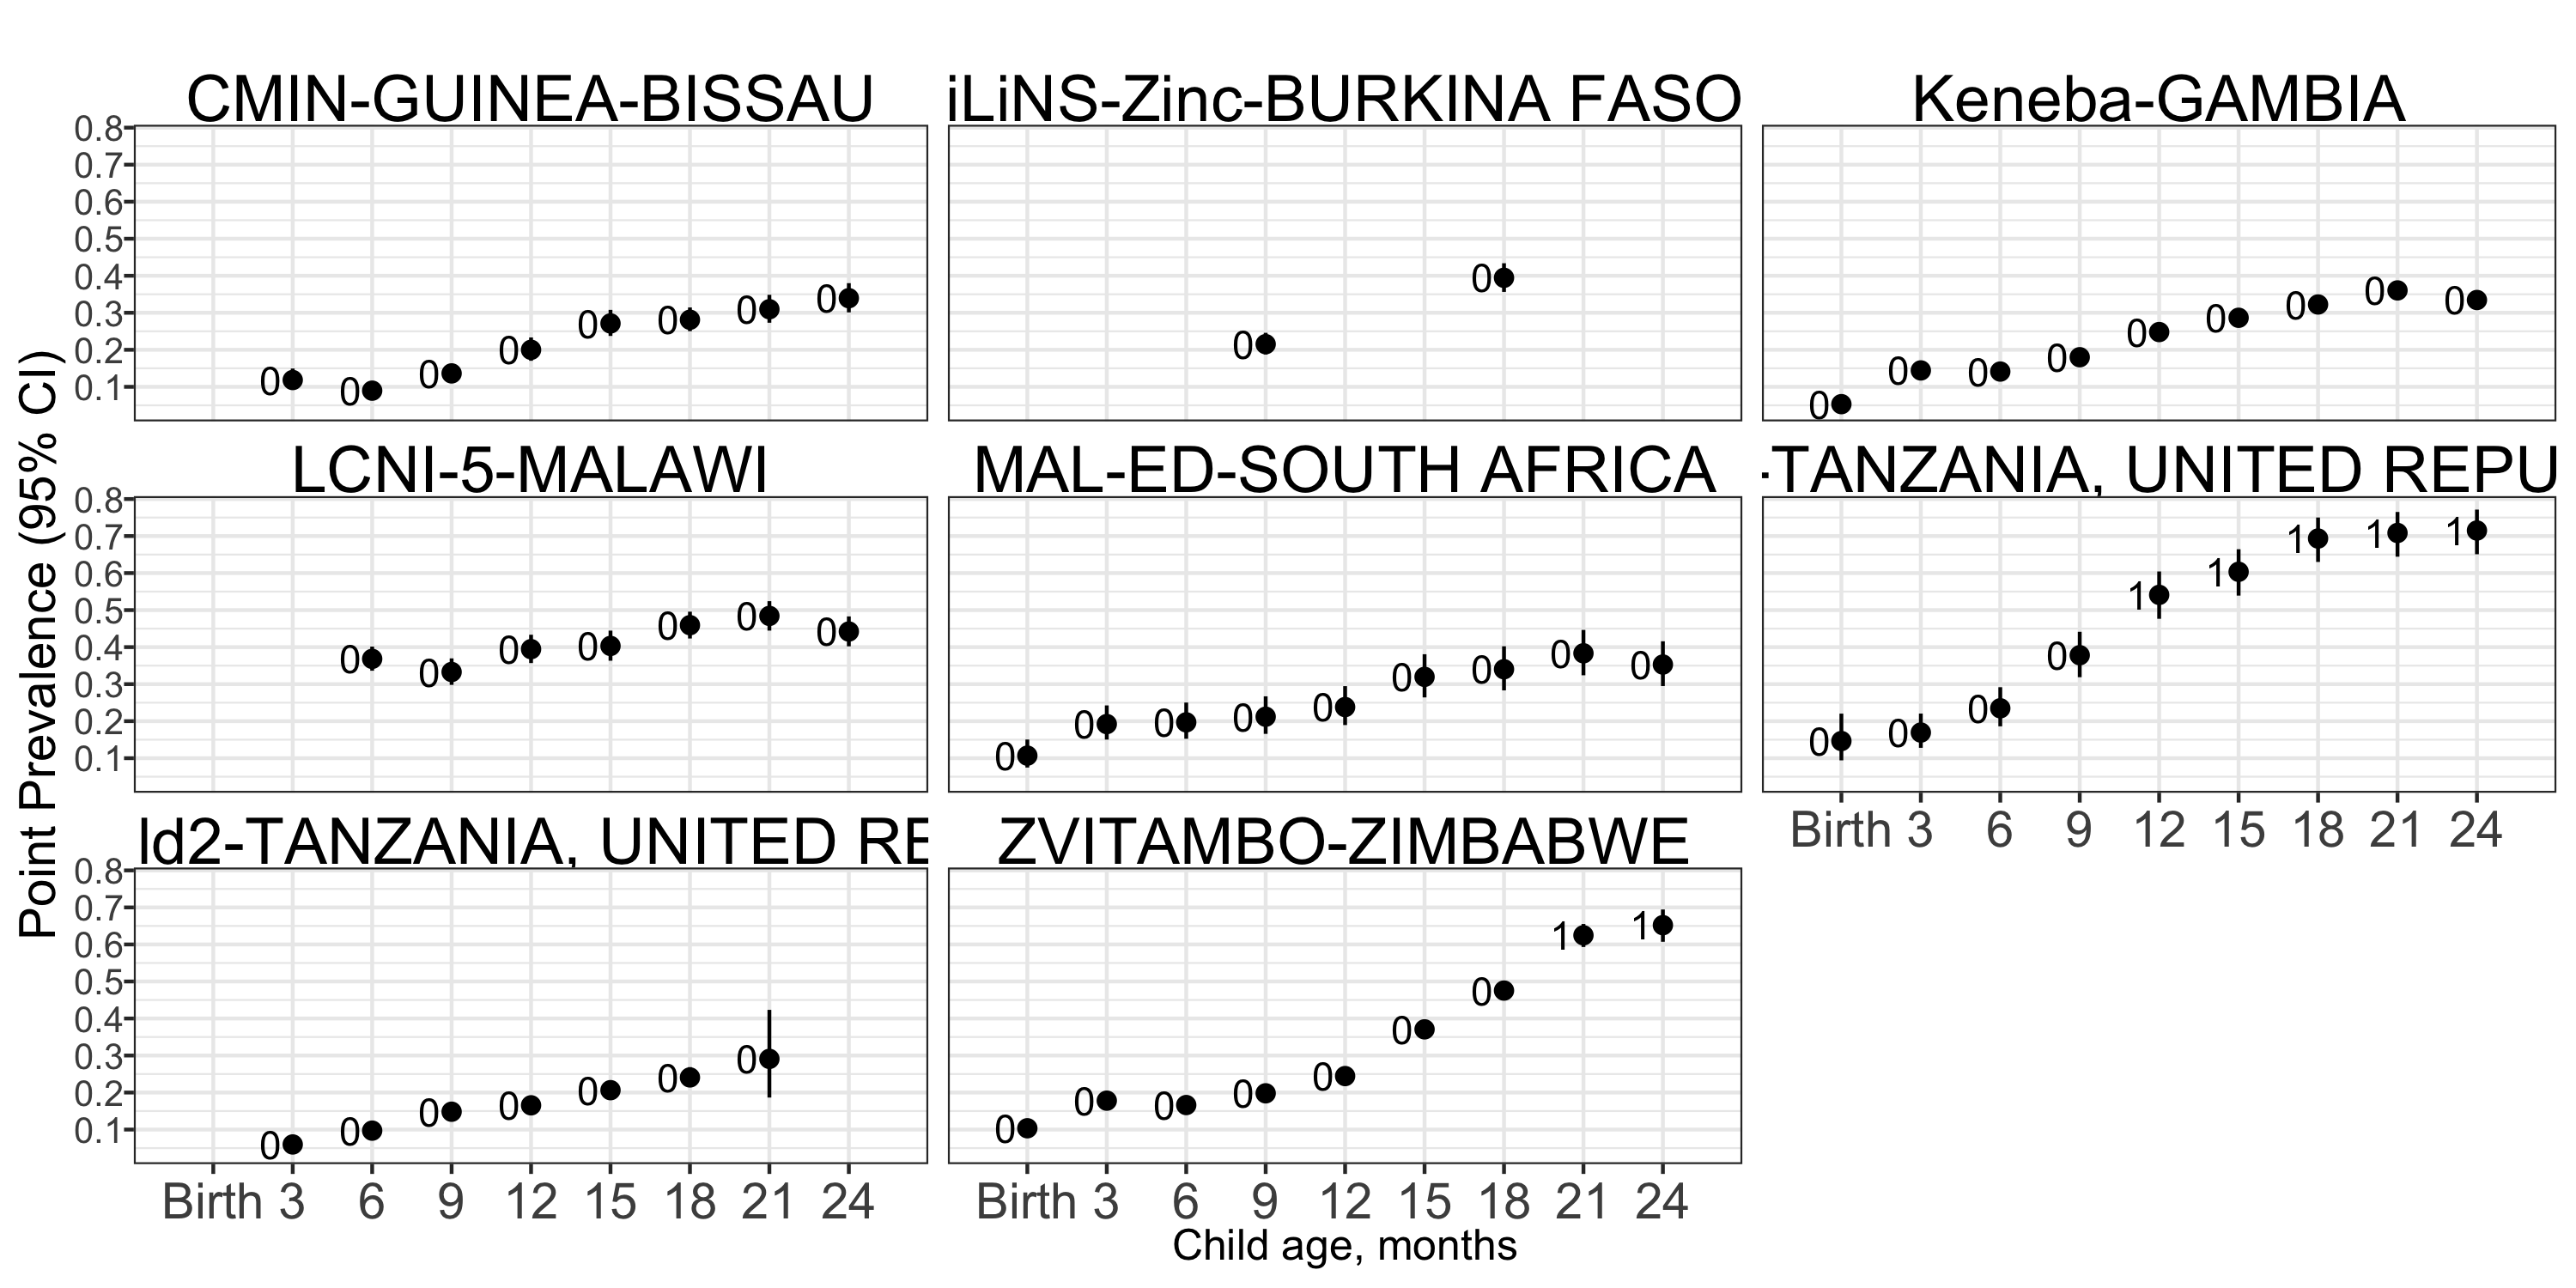 CMIN-GUINEA-BISSAU
iLiNS-Zinc-BURKINA FASO
Keneba-GAMBIA
0.8
0.7
0.6
0.5
0.4
0.3
0.2
0.1
0 0 0 0 0 0 0 0
0 0
0 0 0 0 0 0 0 0 0
LCNI-5-MALAWI
MAL-ED-SOUTH AFRICA
-TANZANIA, UNITED REPU
0.8
0.7
0.6
0.5
0.4
0.3
0.2
0.1
0 0 0 0 0 0 0
0 0 0 0 0 0 0 0 0
0 0 0 0 1 1 1 1 1
Birth 3 6 9 12 15 18 21 24
ld2-TANZANIA, UNITED RE
ZVITAMBO-ZIMBABWE
0.8
0.7
0.6
0.5
0.4
0.3
0.2
0.1
0 0 0 0 0 0 0
0 0 0 0 0 0 0 1 1
Birth 3 6 9 12 15 18 21 24
Birth 3 6 9 12 15 18 21 24
Child age, months
Point Prevalence (95% CI)